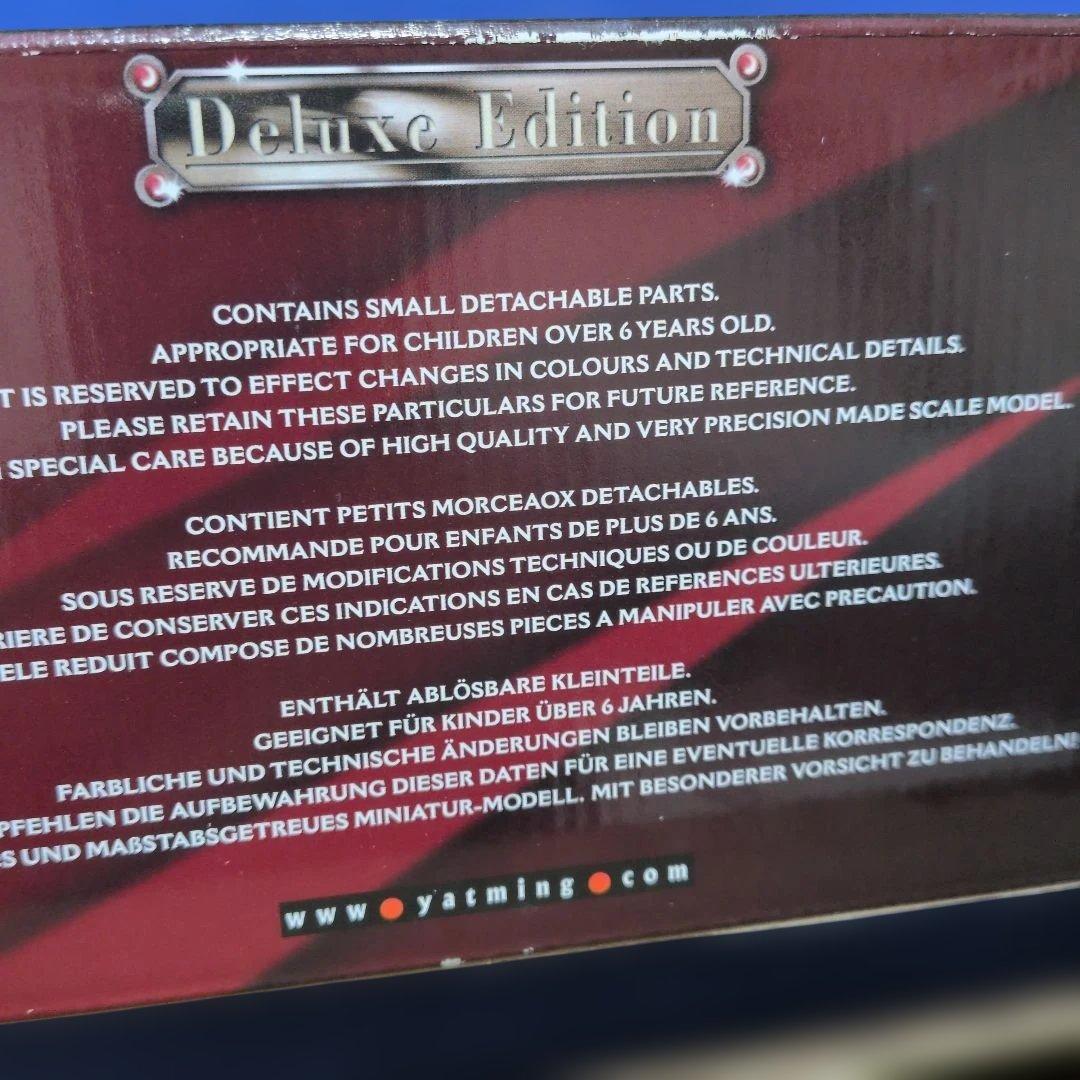 Deluxe Edition
CONTAINS SMALL DETACHABLE PARTS.
APPROPRIATE FOR CHILDREN OVER 6 YEARS OLD.
IS RESERVED TO EFFECT CHANGES IN COLOURS AND TECHNICAL DETAILS.
PLEASE RETAIN THESE PARTICULARS FOR FUTURE REFERENCE.
SPECIAL CARE BECAUSE OF HIGH QUALITY AND VERY PRECISION MADE SCALE MODEL.
CONTIENT PETITS MORCEAOX DETACHABLES.
RECOMMANDE POUR ENFANTS DE PLUS DE 6 ANS.
SOUS RESERVE DE MODIFICATIONS TECHNIQUES OU DE COULEUR.
RIERE DE CONSERVER CES INDICATIONS EN CAS DE REFERENCES ULTERIEURES.
ELE REDUIT COMPOSE DE NOMBREUSES PIECES A MANIPULER AVEC PRECAUTION.
ENTHÄLT ABLÖSBARE KLEINTEILE.
GEEIGNET FÜR KINDER ÜBER 6 JAHREN.
FARBLICHE UND TECHNISCHE ÄNDERUNGEN BLEIBEN VORBEHALTEN.
PFEHLEN DIE AUFBEWAHRUNG DIESER DATEN FÜR EINE EVENTUELLE KORRESPONDENZ.
ES UND MAßSTABSGETREUES MINIATUR-MODELL. MIT BESONDERER VORSICHT ZU BEHANDELN!
www.yatming.com